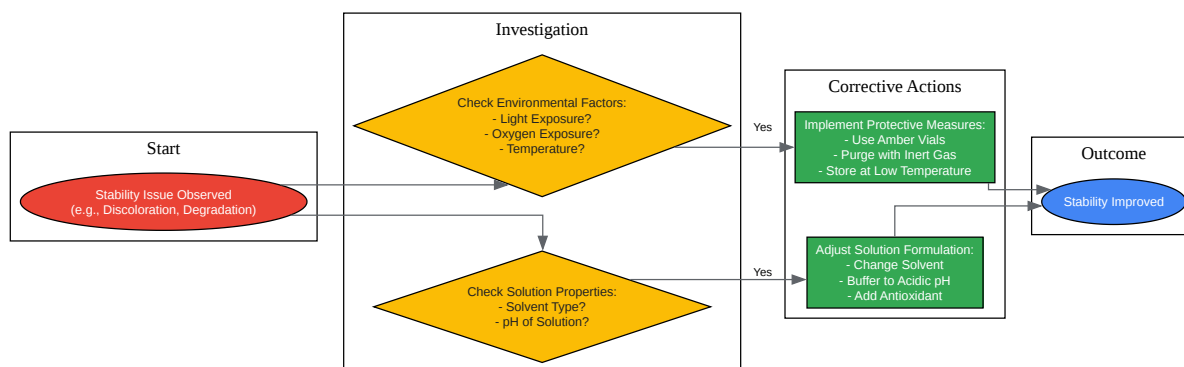 Start
Stability Issue Observed
(e.g., Discoloration, Degradation)
Investigation
Check Environmental Factors:
- Light Exposure?
- Oxygen Exposure?
- Temperature?
Check Solution Properties:
- Solvent Type?
- pH of Solution?
Yes
Yes
Corrective Actions
Implement Protective Measures:
- Use Amber Vials
- Purge with Inert Gas
- Store at Low Temperature
Adjust Solution Formulation:
- Change Solvent
- Buffer to Acidic pH
- Add Antioxidant
Outcome
Stability Improved